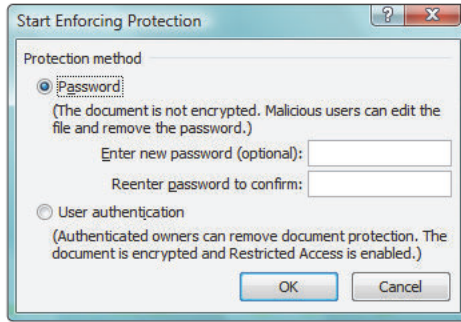 Start Enforcing Protection
?
Protection method
Password
(The document is not encrypted. Malicious users can edit the
file and remove the password.)
Enter new password (optional):
Reenter password to confirm:
User authentication
(Authenticated owners can remove document protection. The
document is encrypted and Restricted Access is enabled.)
OK Cancel